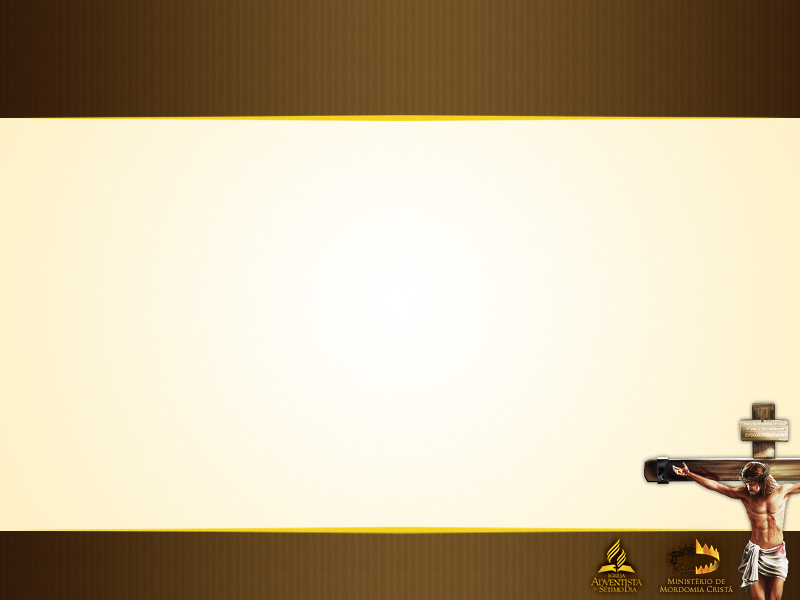 IGREJA
ADVENTISTA
DO SÉTIMO DIA
MINISTÉRIO DE
MORDOMIA CRISTÃ